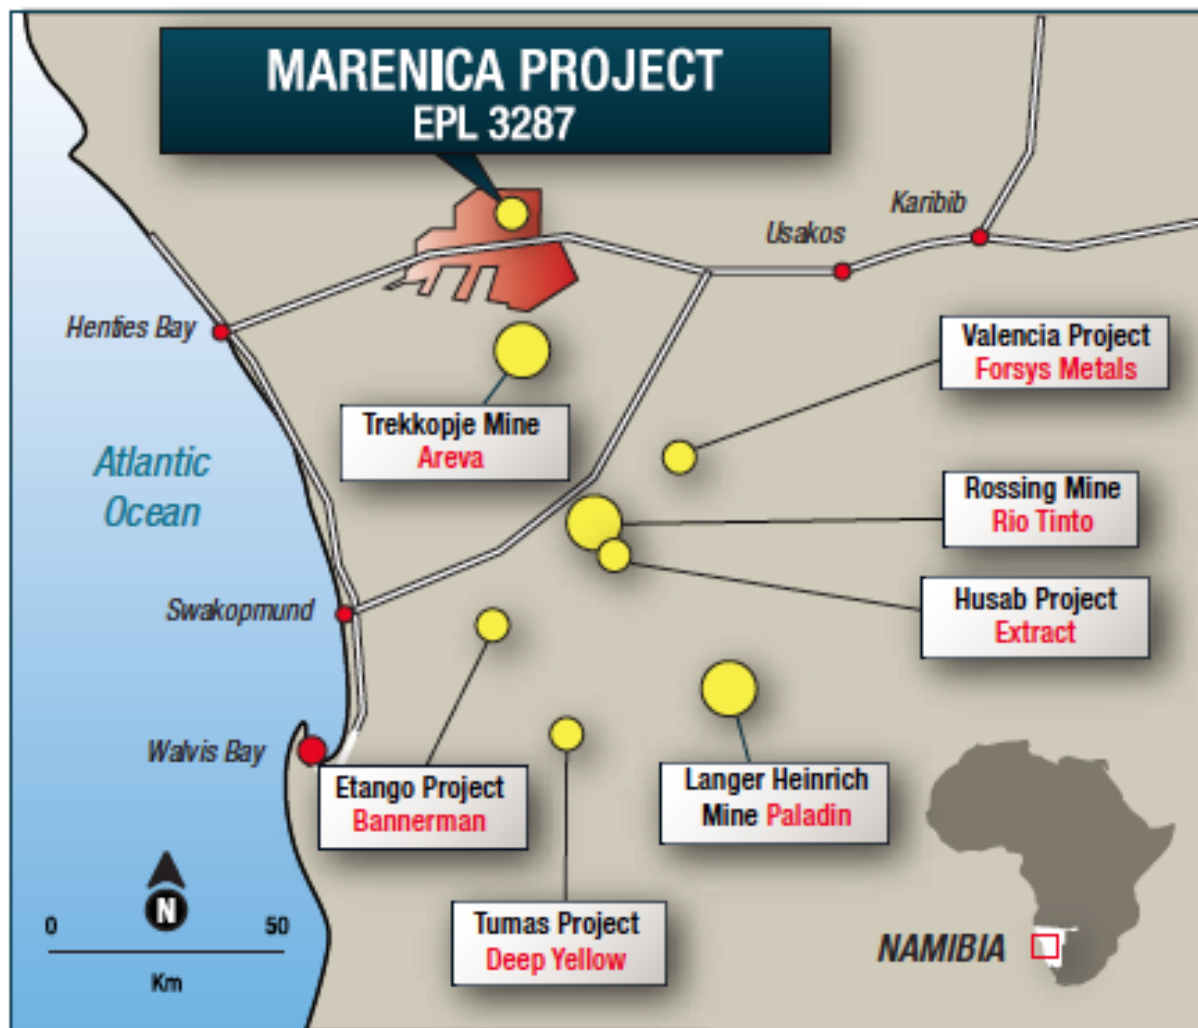 MARENICA PROJECT
EPL 3287
Karibib
Usakos
Henties Bay
Valencia Project
Forsys Metals
Trekkopje Mine
Areva
Atlantic
Ocean
Rossing Mine
Rio Tinto
Husab Project
Extract
Swakopmund
Walvis Bay
Etango Project
Bannerman
Langer Heinrich
Mine Paladin
Tumas Project
Deep Yellow
N
0 50
Km
NAMIBIA